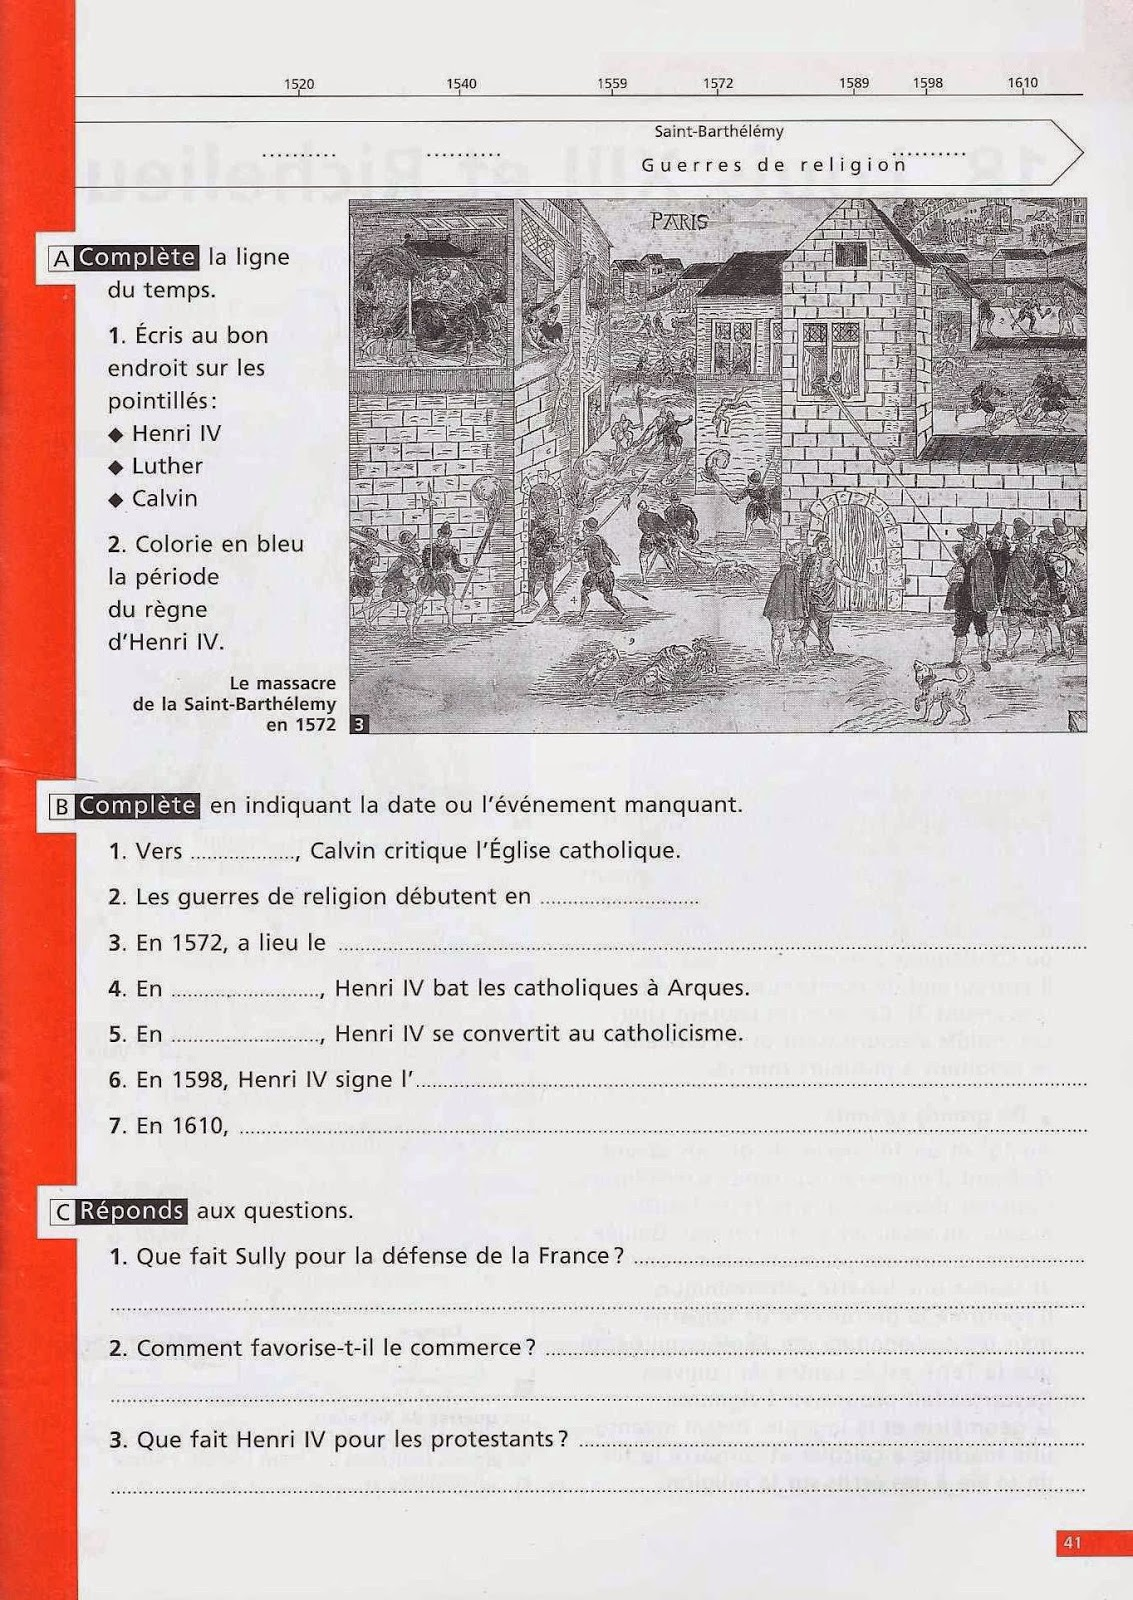 1520 1540 1559 1572 1589 1598 1610
Saint-Barthélémy
.......... .......... ..........
Guerres de religion
PARIS
A Complète la ligne
du temps.
1. Écris au bon
endroit sur les
pointillés :
◆ Henri IV
◆ Luther
◆ Calvin
2. Colorie en bleu
la période
du règne
d'Henri IV.
Le massacre
de la Saint-Barthélemy
en 1572
3
B Complète en indiquant la date ou l'événement manquant.
1. Vers .................., Calvin critique l'Église catholique.
2. Les guerres de religion débutent en ..........................
3. En 1572, a lieu le ..........................
4. En ........................, Henri IV bat les catholiques à Arques.
5. En ........................, Henri IV se convertit au catholicisme.
6. En 1598, Henri IV signe l'..........................
7. En 1610, ..........................
C Réponds aux questions.
1. Que fait Sully pour la défense de la France ? ..........................
2. Comment favorise-t-il le commerce ? ..........................
3. Que fait Henri IV pour les protestants ? ..........................
41